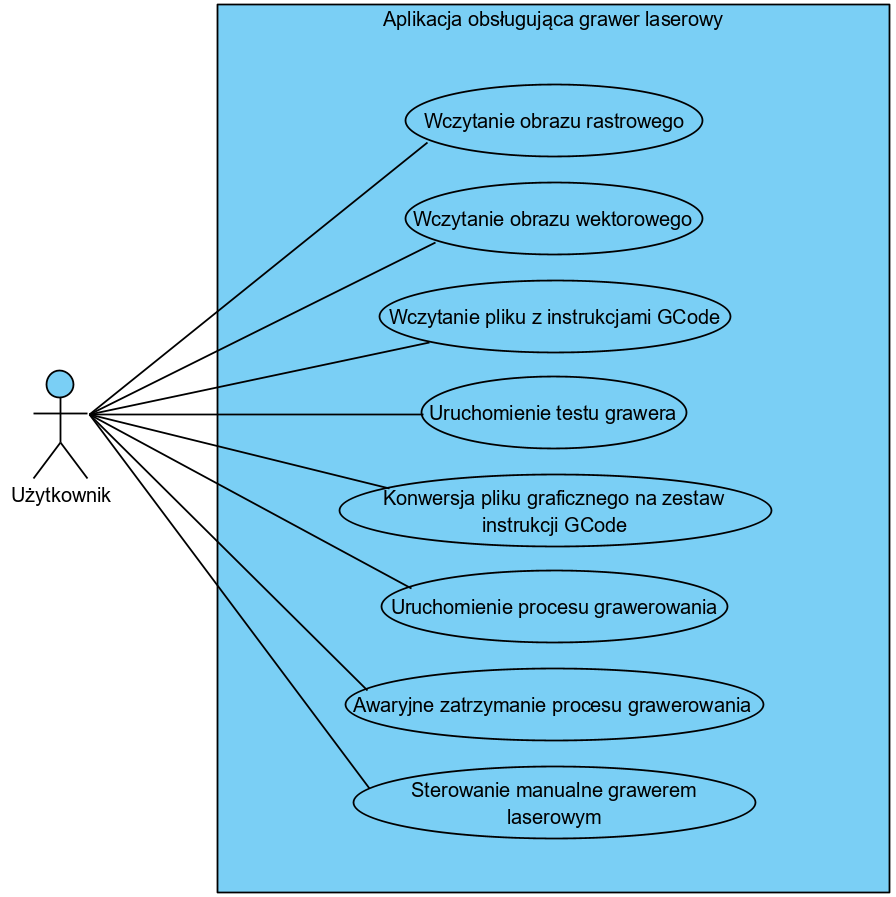 Aplikacja obsługująca grawer laserowy
Wczytanie obrazu rastrowego
Wczytanie obrazu wektorowego
Wczytanie pliku z instrukcjami GCode
Uruchomienie testu grawera
Użytkownik
Konwersja pliku graficznego na zestaw
instrukcji GCode
Uruchomienie procesu grawerowania
Awaryjne zatrzymanie procesu grawerowania
Sterowanie manualne grawerem
laserowym